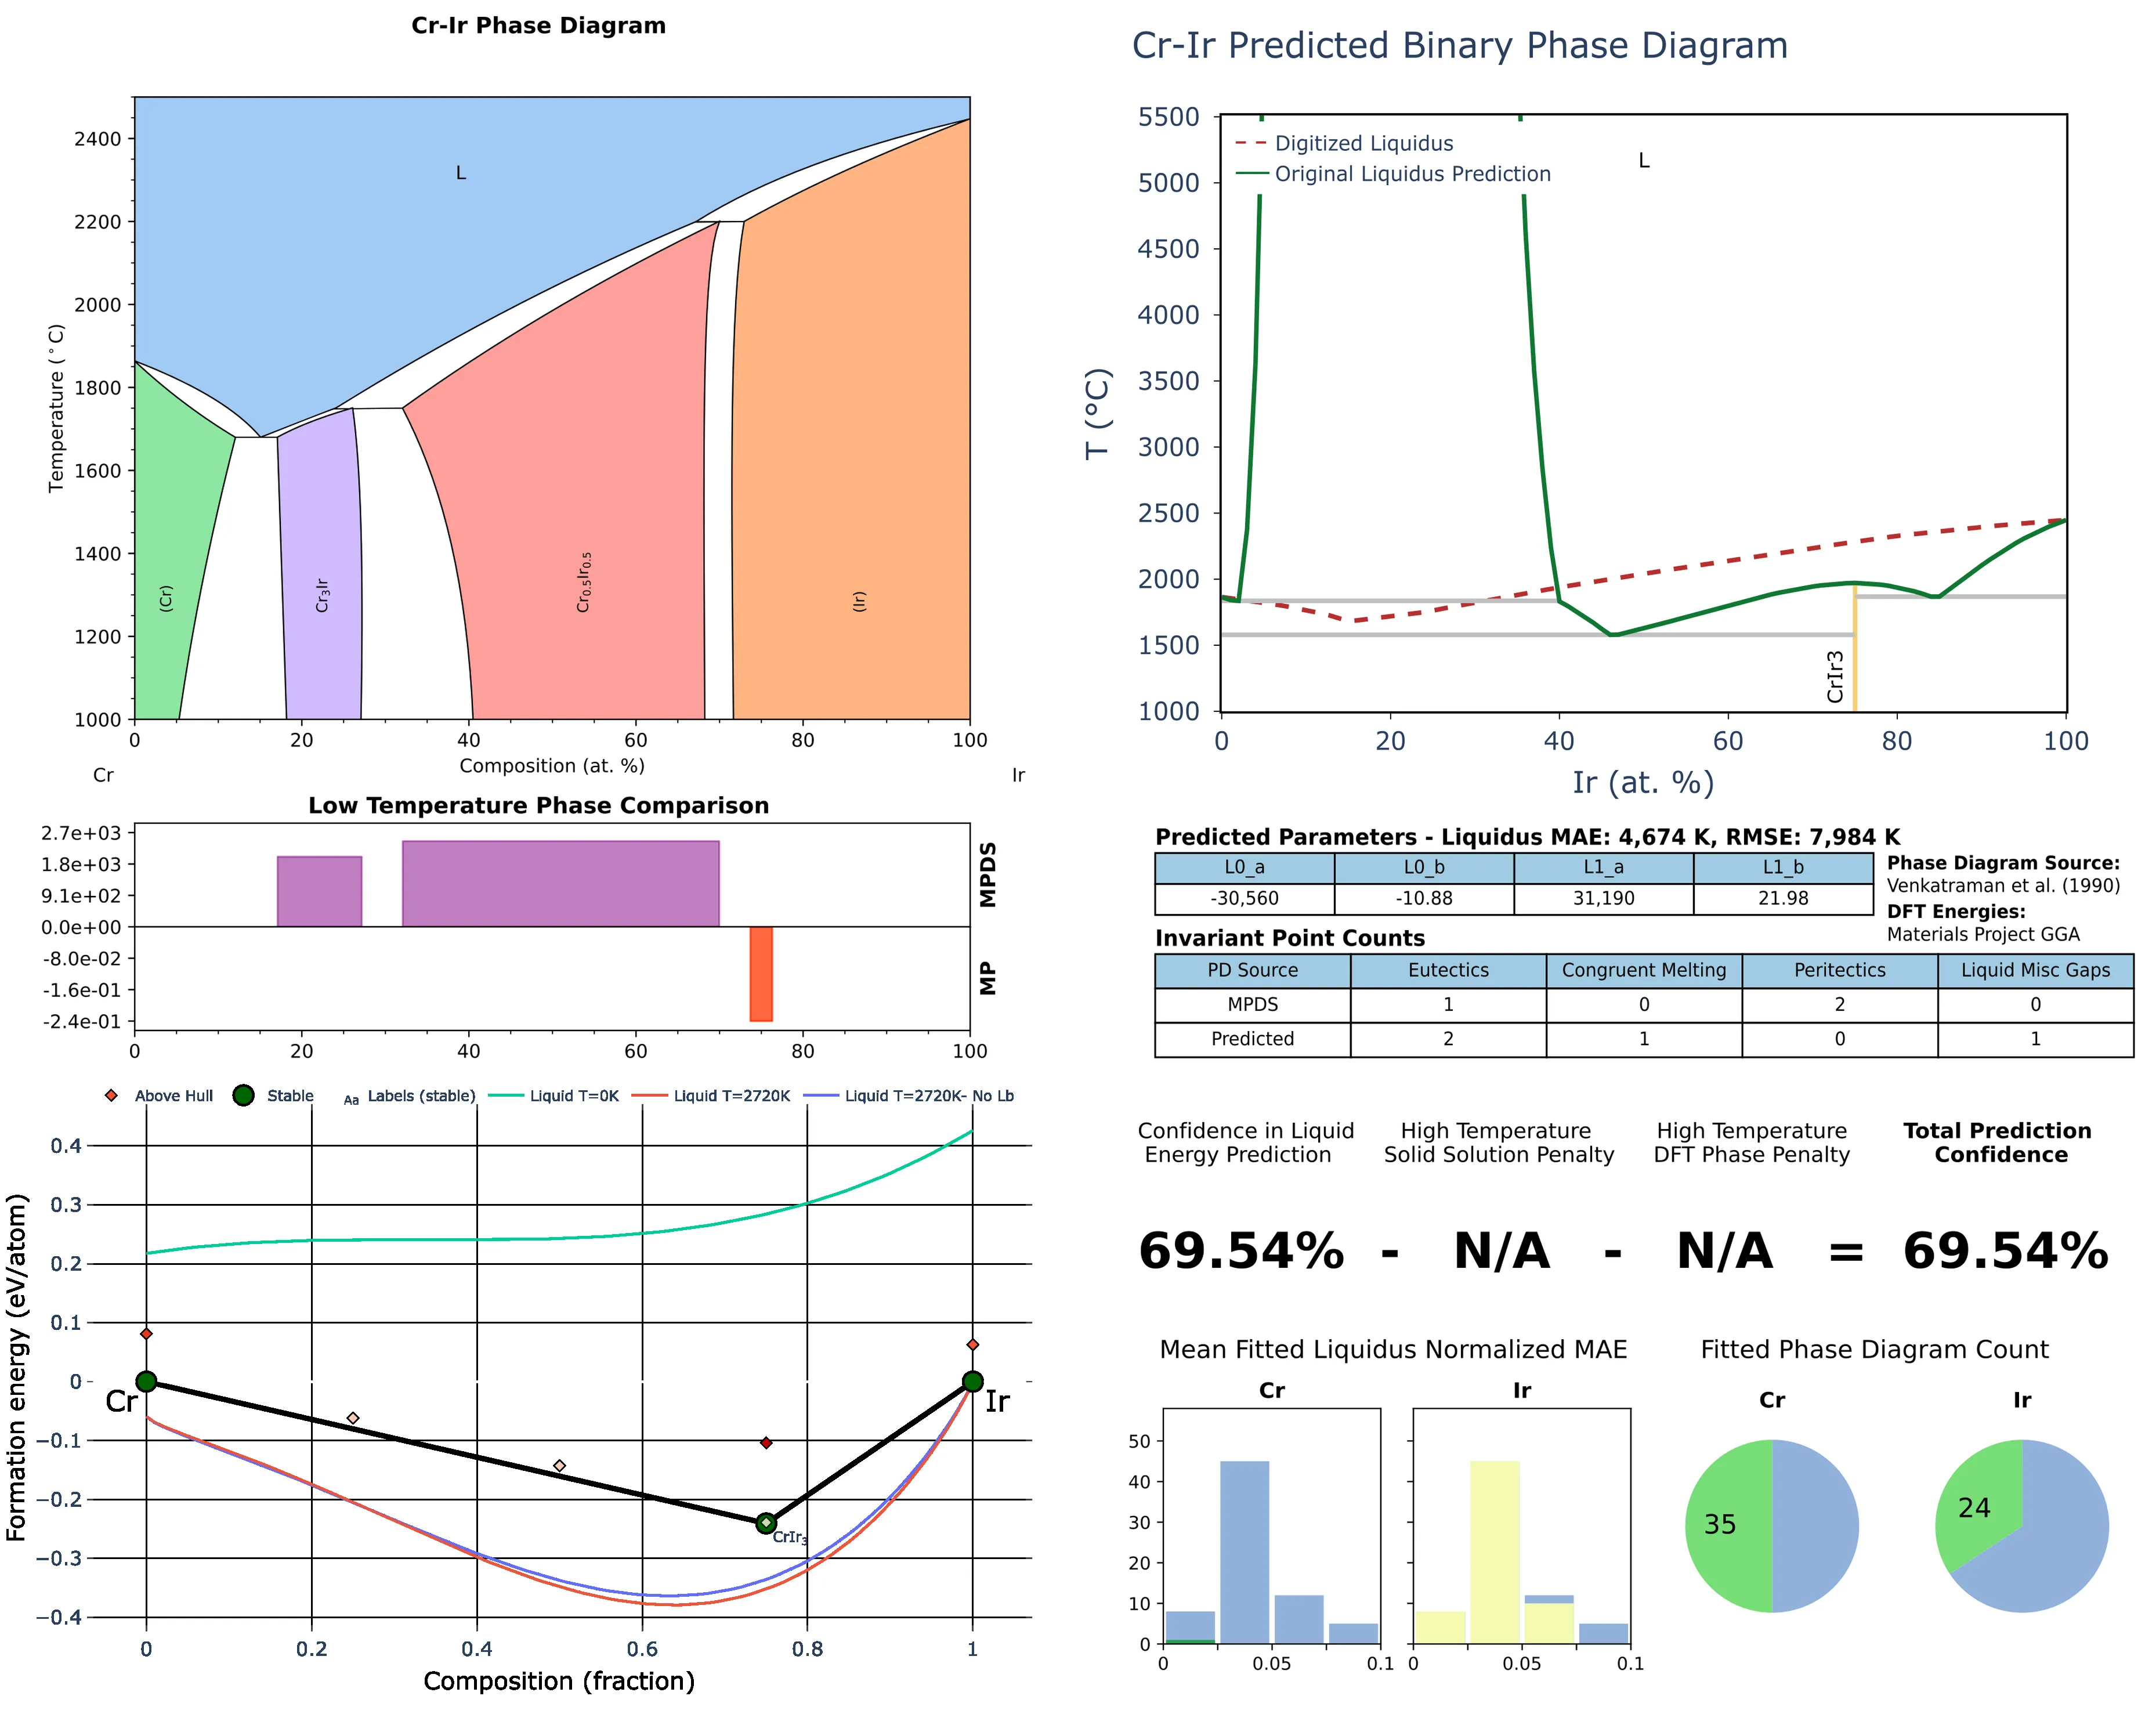 Cr-Ir Phase Diagram
2400
2200
2000
1800
1600
1400
1200
1000
Temperature (°C)
L
(Cr)
Cr₃Ir
Cr₀.₅Ir₀.₅
(Ir)
0 20 40 60 80 100
Composition (at. %)
Cr Ir
Low Temperature Phase Comparison
2.7e+03
1.8e+03
9.1e+02
0.0e+00
-8.0e-02
-1.6e-01
-2.4e-01
MPDS
MP
0 20 40 60 80 100
Above Hull Stable Aa Labels (stable) Liquid T=0K Liquid T=2720K Liquid T=2720K- No Lb
0.4
0.3
0.2
0.1
0
−0.1
−0.2
−0.3
−0.4
Formation energy (eV/atom)
Cr
Ir
CrIr₃
0 0.2 0.4 0.6 0.8 1
Composition (fraction)
Cr-Ir Predicted Binary Phase Diagram
5500
5000
4500
4000
3500
3000
2500
2000
1500
1000
T (°C)
Digitized Liquidus
Original Liquidus Prediction
L
CrIr3
0 20 40 60 80 100
Ir (at. %)
Predicted Parameters - Liquidus MAE: 4,674 K, RMSE: 7,984 K
L0_a L0_b L1_a L1_b
-30,560 -10.88 31,190 21.98
Phase Diagram Source:
Venkatraman et al. (1990)
DFT Energies:
Materials Project GGA
Invariant Point Counts
PD Source Eutectics Congruent Melting Peritectics Liquid Misc Gaps
MPDS 1 0 2 0
Predicted 2 1 0 1
Confidence in Liquid
Energy Prediction
High Temperature
Solid Solution Penalty
High Temperature
DFT Phase Penalty
Total Prediction
Confidence
69.54% - N/A - N/A = 69.54%
Mean Fitted Liquidus Normalized MAE
Cr
Ir
50
40
30
20
10
0
0 0.05 0.1
0 0.05 0.1
Fitted Phase Diagram Count
Cr
Ir
35
24